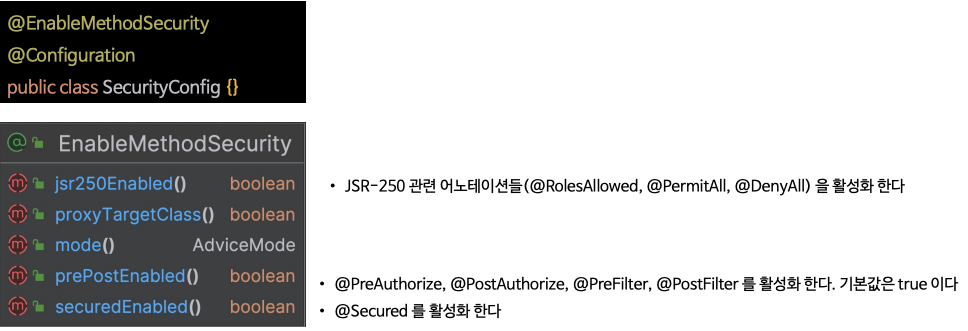 @EnableMethodSecurity
@Configuration
public class SecurityConfig {}
@ EnableMethodSecurity
m jsr250Enabled() boolean
• JSR-250 관련 어노테이션들(@RolesAllowed, @PermitAll, @DenyAll) 을 활성화 한다
m proxyTargetClass() boolean
m mode() AdviceMode
m prePostEnabled() boolean
• @PreAuthorize, @PostAuthorize, @PreFilter, @PostFilter 를 활성화 한다. 기본값은 true 이다
m securedEnabled() boolean
• @Secured 를 활성화 한다